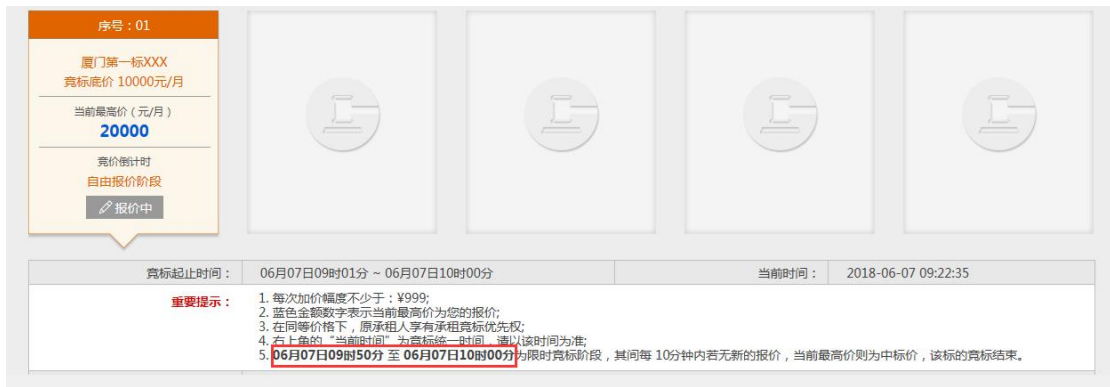 序号：01
厦门第一标XXX
竞标底价 10000元/月
当前最高价（元/月）
20000
竞价倒计时
自由报价阶段
报价中
竞标起止时间： 06月07日09时01分 ~ 06月07日10时00分 当前时间： 2018-06-07 09:22:35
重要提示： 1. 每次加价幅度不少于：¥999;
2. 蓝色金额数字表示当前最高价为您的报价;
3. 在同等价格下，原承租人享有承租竞标优先权;
4. 右上角的“当前时间”为竞标统一时间，请以该时间为准;
5. 06月07日09时50分 至 06月07日10时00分为限时竞标阶段，其间每 10分钟内若无新的报价，当前最高价则为中标价，该标的竞标结束。